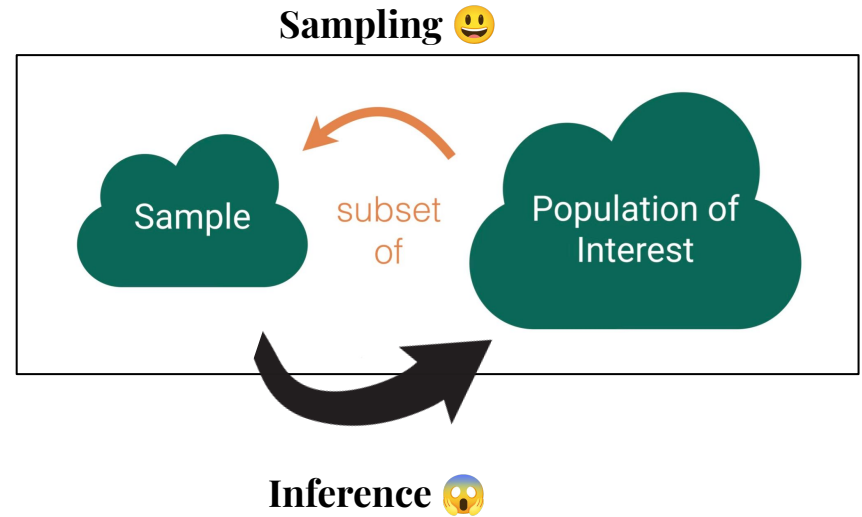 Sampling 😃
Sample
subset
of
Population of
Interest
Inference 😱